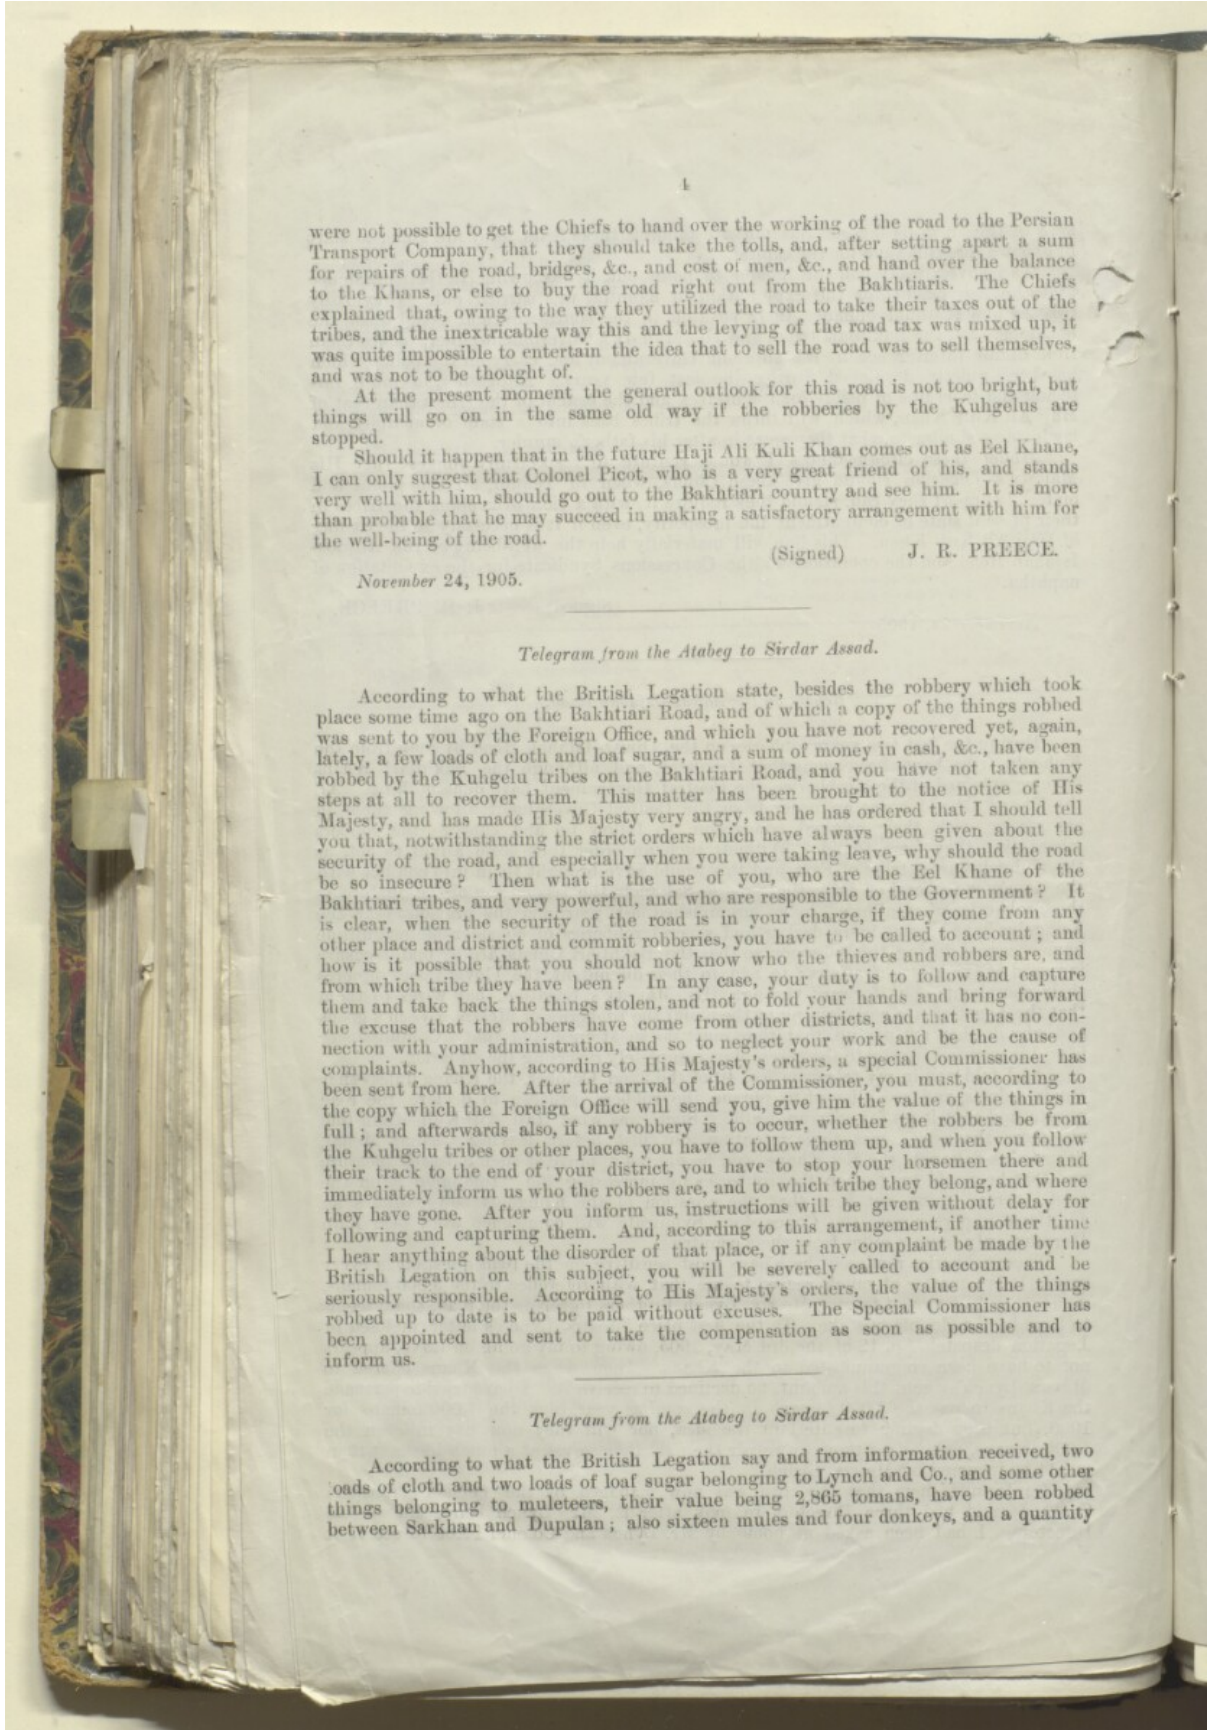 4
were not possible to get the Chiefs to hand over the working of the road to the Persian
Transport Company, that they should take the tolls, and, after setting apart a sum
for repairs of the road, bridges, &c., and cost of men, &c., and hand over the balance
to the Khans, or else to buy the road right out from the Bakhtiaris. The Chiefs
explained that, owing to the way they utilized the road to take their taxes out of the
tribes, and the inextricable way this and the levying of the road tax was mixed up, it
was quite impossible to entertain the idea that to sell the road was to sell themselves,
and was not to be thought of.
At the present moment the general outlook for this road is not too bright, but
things will go on in the same old way if the robberies by the Kuhgelus are
stopped.
Should it happen that in the future Haji Ali Kuli Khan comes out as Eel Khane,
I can only suggest that Colonel Picot, who is a very great friend of his, and stands
very well with him, should go out to the Bakhtiari country and see him. It is more
than probable that he may succeed in making a satisfactory arrangement with him for
the well-being of the road.
(Signed) J. R. PREECE.
November 24, 1905.
Telegram from the Atabeg to Sirdar Assad.
According to what the British Legation state, besides the robbery which took
place some time ago on the Bakhtiari Road, and of which a copy of the things robbed
was sent to you by the Foreign Office, and which you have not recovered yet, again,
lately, a few loads of cloth and loaf sugar, and a sum of money in cash, &c., have been
robbed by the Kuhgelu tribes on the Bakhtiari Road, and you have not taken any
steps at all to recover them. This matter has been brought to the notice of His
Majesty, and has made His Majesty very angry, and he has ordered that I should tell
you that, notwithstanding the strict orders which have always been given about the
security of the road, and especially when you were taking leave, why should the road
be so insecure? Then what is the use of you, who are the Eel Khane of the
Bakhtiari tribes, and very powerful, and who are responsible to the Government? It
is clear, when the security of the road is in your charge, if they come from any
other place and district and commit robberies, you have to be called to account; and
how is it possible that you should not know who the thieves and robbers are, and
from which tribe they have been? In any case, your duty is to follow and capture
them and take back the things stolen, and not to fold your hands and bring forward
the excuse that the robbers have come from other districts, and that it has no con-
nection with your administration, and so to neglect your work and be the cause of
complaints. Anyhow, according to His Majesty's orders, a special Commissioner has
been sent from here. After the arrival of the Commissioner, you must, according to
the copy which the Foreign Office will send you, give him the value of the things in
full; and afterwards also, if any robbery is to occur, whether the robbers be from
the Kuhgelu tribes or other places, you have to follow them up, and when you follow
their track to the end of your district, you have to stop your horsemen there and
immediately inform us who the robbers are, and to which tribe they belong, and where
they have gone. After you inform us, instructions will be given without delay for
following and capturing them. And, according to this arrangement, if another time
I hear anything about the disorder of that place, or if any complaint be made by the
British Legation on this subject, you will be severely called to account and be
seriously responsible. According to His Majesty's orders, the value of the things
robbed up to date is to be paid without excuses. The Special Commissioner has
been appointed and sent to take the compensation as soon as possible and to
inform us.
Telegram from the Atabeg to Sirdar Assad.
According to what the British Legation say and from information received, two
loads of cloth and two loads of loaf sugar belonging to Lynch and Co., and some other
things belonging to muleteers, their value being 2,865 tomans, have been robbed
between Sarkhan and Dupulan; also sixteen mules and four donkeys, and a quantity